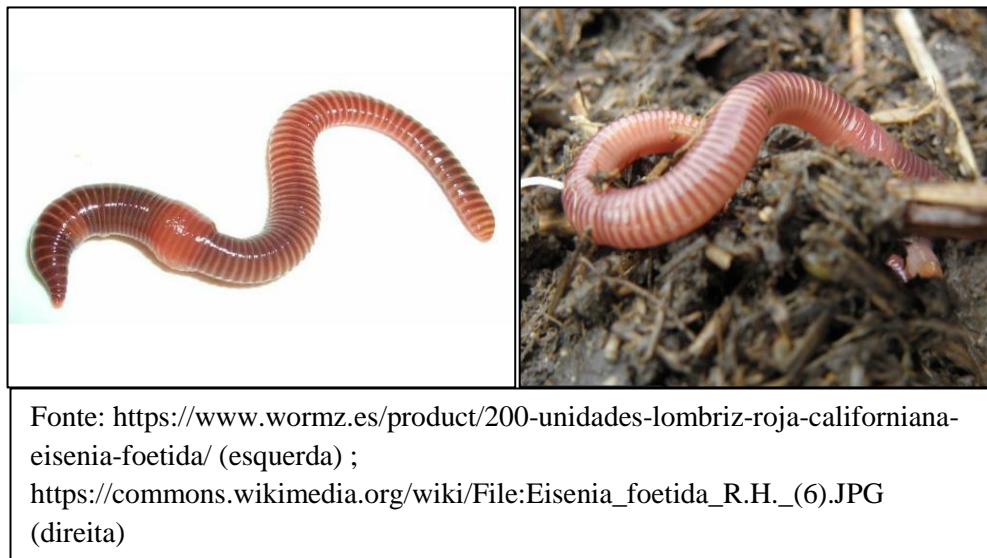 Fonte: https://www.wormz.es/product/200-unidades-lombriz-roja-californiana-
eisenia-foetida/ (esquerda) ;
https://commons.wikimedia.org/wiki/File:Eisenia_foetida_R.H._(6).JPG
(direita)